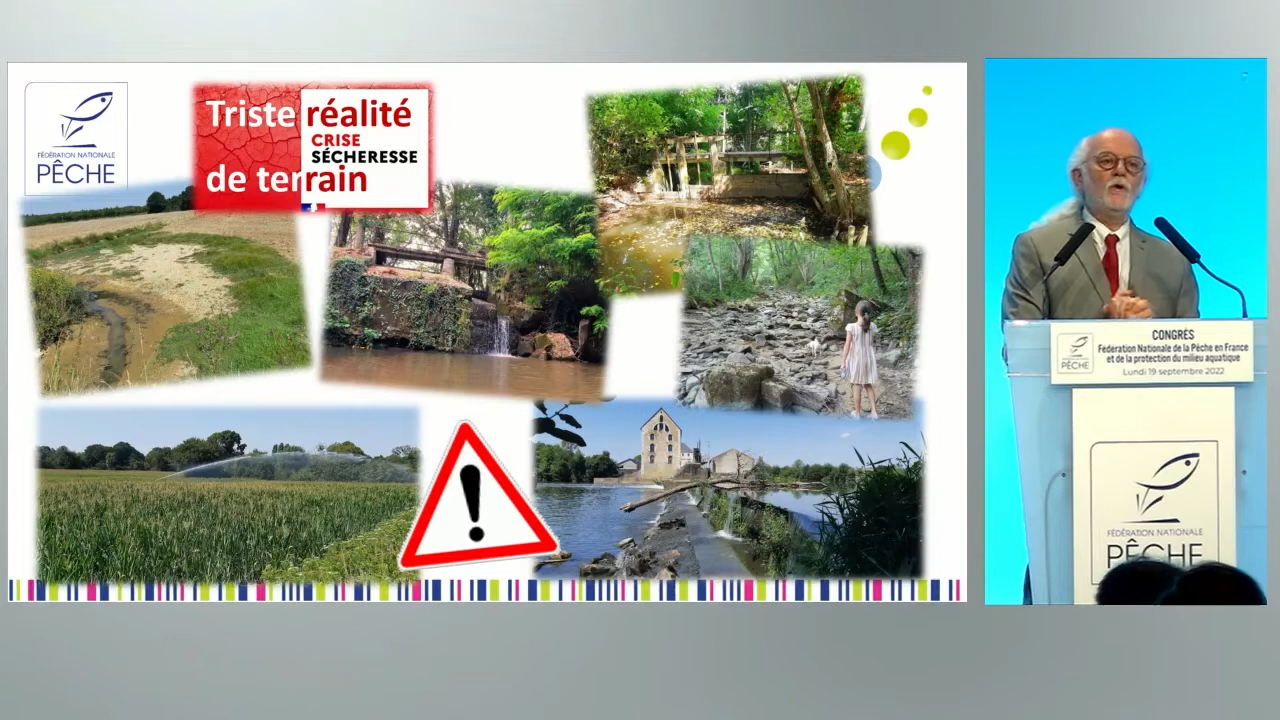 FÉDÉRATION NATIONALE
PÊCHE
Triste réalité
CRISE
SÉCHERESSE
de terrain
CONGRÈS
Fédération Nationale de la Pêche en France
et de la protection du milieu aquatique
Lundi 19 septembre 2022
PÊCHE
FÉDÉRATION NATIONALE
PÊCHE